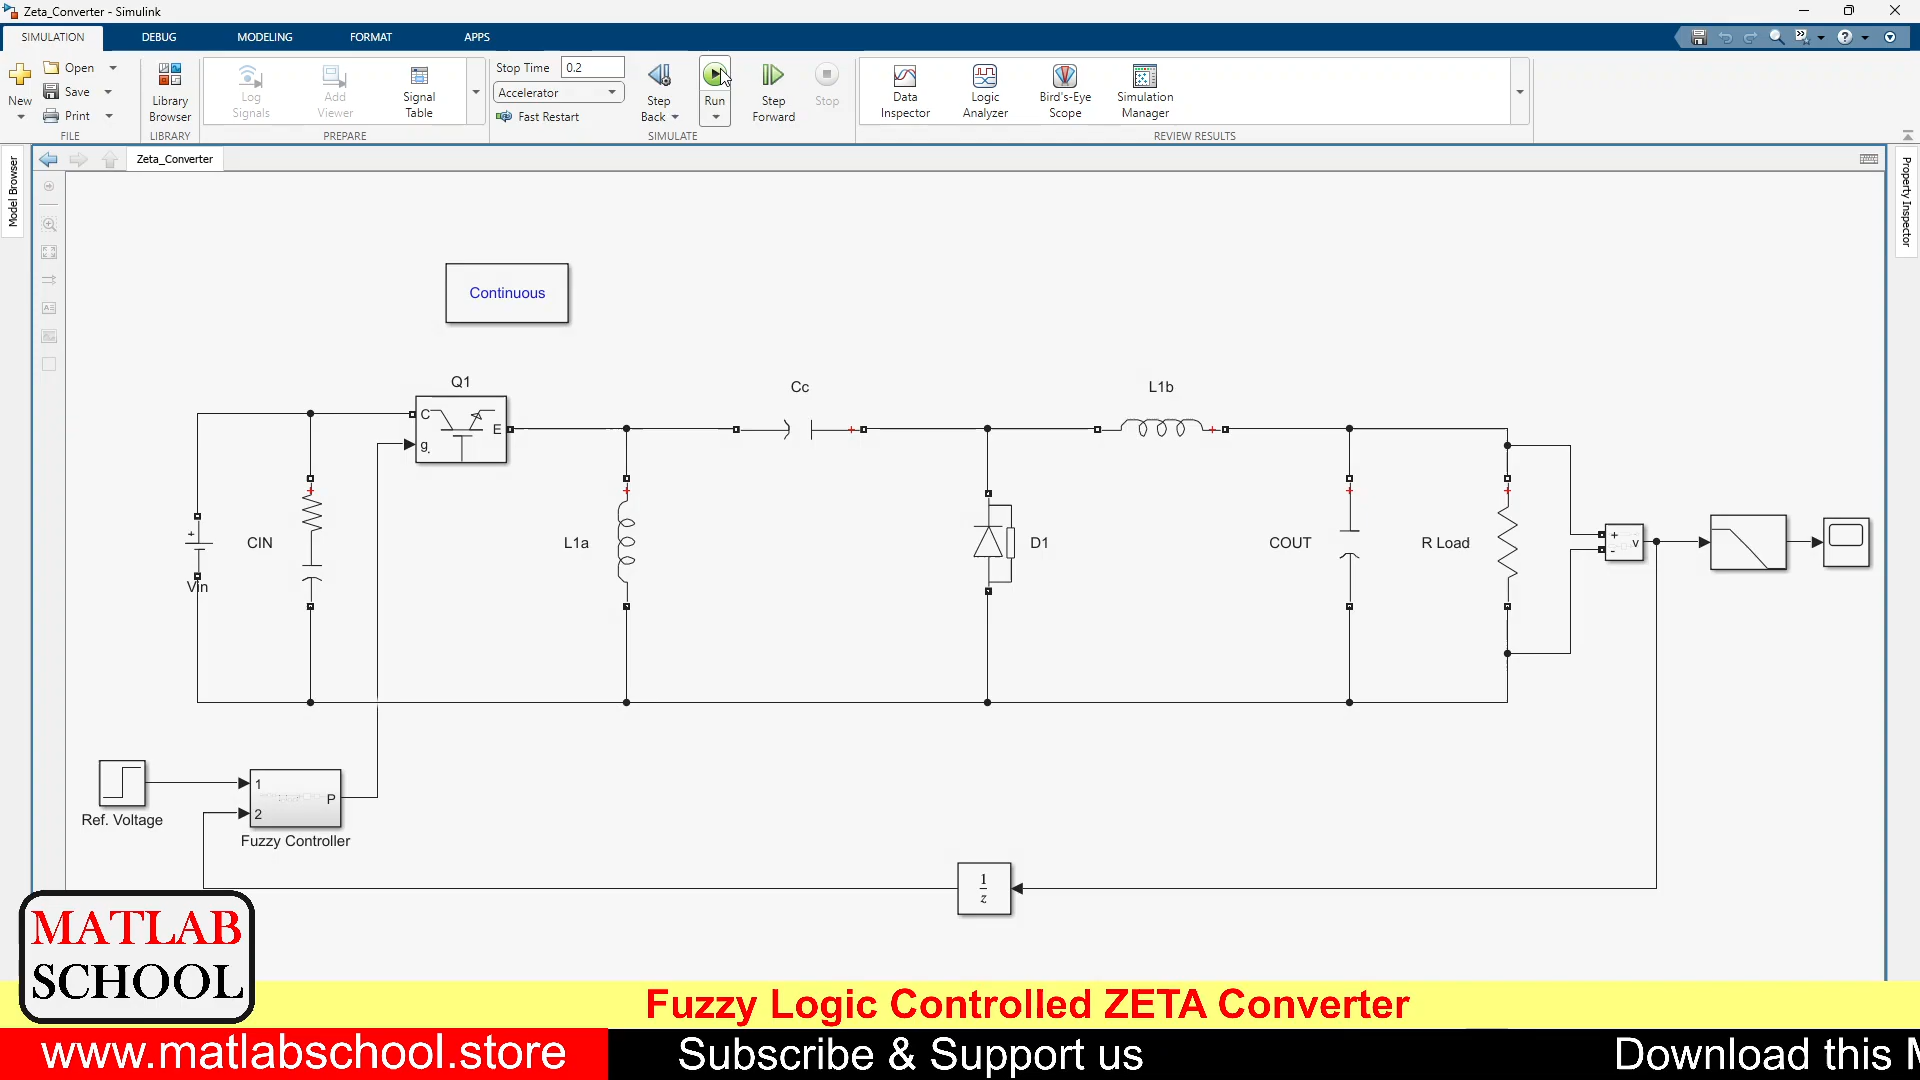 Zeta_Converter - Simulink
SIMULATION DEBUG MODELING FORMAT APPS
New
Open
Save
Print
FILE
Library
Browser
LIBRARY
Log
Signals
Add
Viewer
Signal
Table
PREPARE
Stop Time 0.2
Accelerator
Fast Restart
Step
Back
Run
Step
Forward
Stop
SIMULATE
Data
Inspector
Logic
Analyzer
Bird's-Eye
Scope
Simulation
Manager
REVIEW RESULTS
Model Browser
Zeta_Converter
Property Inspector
Continuous
Q1
C
E
g
Cc
L1b
Vin
CIN
L1a
D1
COUT
R Load
+
-
v
Ref. Voltage
1
2
P
Fuzzy Controller
1
z
MATLAB
SCHOOL
Fuzzy Logic Controlled ZETA Converter
www.matlabschool.store
Subscribe & Support us
Download this